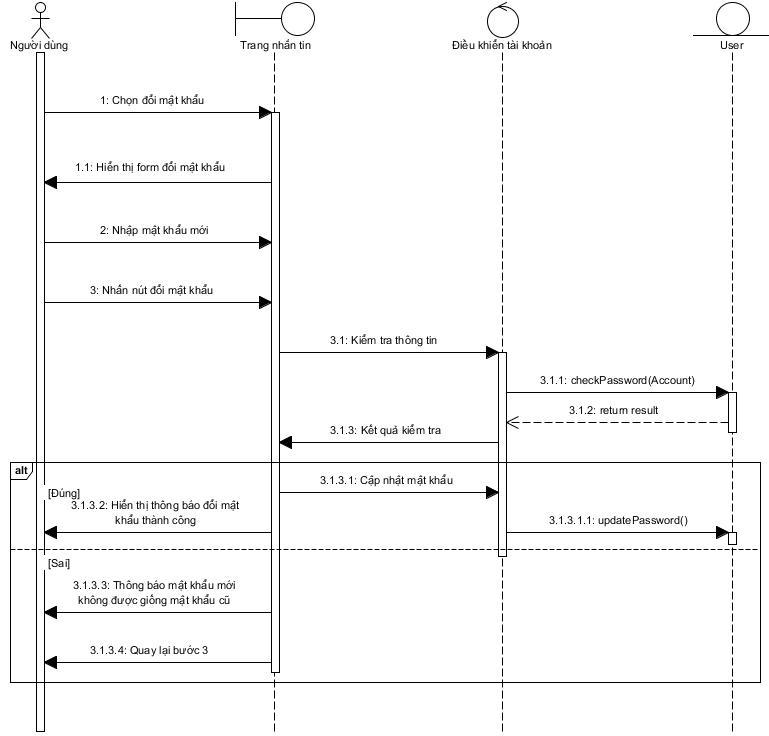 Người dùng
Trang nhắn tin
Điều khiển tài khoản
User
1: Chọn đổi mật khẩu
1.1: Hiển thị form đổi mật khẩu
2: Nhập mật khẩu mới
3: Nhấn nút đổi mật khẩu
3.1: Kiểm tra thông tin
3.1.1: checkPassword(Account)
3.1.2: return result
3.1.3: Kết quả kiểm tra
alt
3.1.3.1: Cập nhật mật khẩu
[Đúng]
3.1.3.2: Hiển thị thông báo đổi mật
khẩu thành công
3.1.3.1.1: updatePassword()
[Sai]
3.1.3.3: Thông báo mật khẩu mới
không được giống mật khẩu cũ
3.1.3.4: Quay lại bước 3